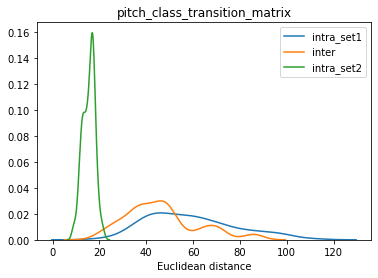 pitch_class_transition_matrix
intra_set1
inter
intra_set2
0.16
0.14
0.12
0.10
0.08
0.06
0.04
0.02
0.00
0 20 40 60 80 100 120
Euclidean distance